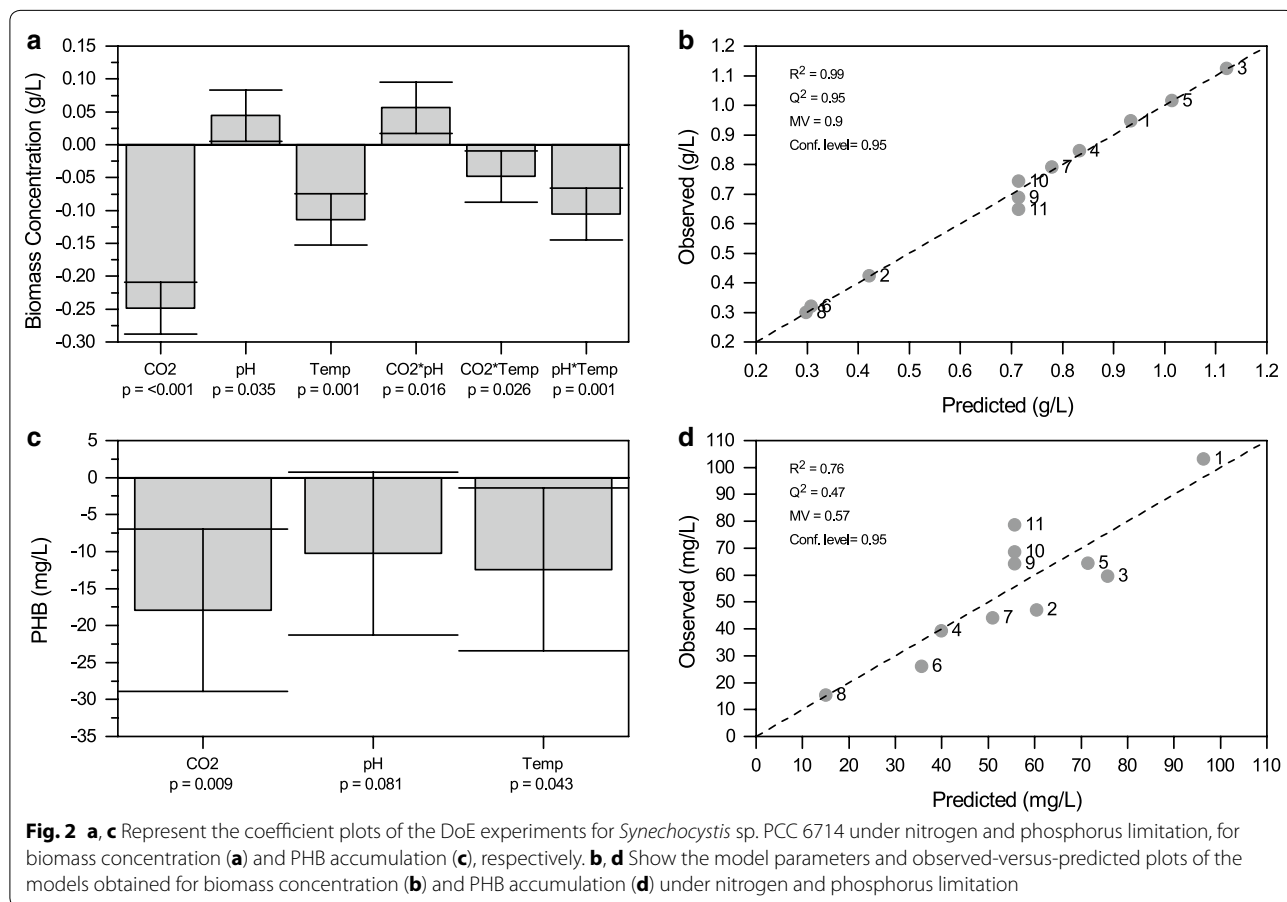 a
Biomass Concentration (g/L)
0.15
0.10
0.05
0.00
-0.05
-0.10
-0.15
-0.20
-0.25
-0.30
CO2 pH Temp CO2*pH CO2*Temp pH*Temp
p = <0.001 p = 0.035 p = 0.001 p = 0.016 p = 0.026 p = 0.001
b
Observed (g/L)
1.2
1.1
1.0
0.9
0.8
0.7
0.6
0.5
0.4
0.3
0.2
R² = 0.99
Q² = 0.95
MV = 0.9
Conf. level= 0.95
3
5
1
4
7
10
9
11
2
6
8
0.2 0.3 0.4 0.5 0.6 0.7 0.8 0.9 1.0 1.1 1.2
Predicted (g/L)
c
PHB (mg/L)
5
0
-5
-10
-15
-20
-25
-30
-35
CO2 pH Temp
p = 0.009 p = 0.081 p = 0.043
d
Observed (mg/L)
110
100
90
80
70
60
50
40
30
20
10
0
R² = 0.76
Q² = 0.47
MV = 0.57
Conf. level= 0.95
1
11
10
9
5
3
2
7
4
6
8
0 10 20 30 40 50 60 70 80 90 100 110
Predicted (mg/L)
Fig. 2 a, c Represent the coefficient plots of the DoE experiments for Synechocystis sp. PCC 6714 under nitrogen and phosphorus limitation, for
biomass concentration (a) and PHB accumulation (c), respectively. b, d Show the model parameters and observed-versus-predicted plots of the
models obtained for biomass concentration (b) and PHB accumulation (d) under nitrogen and phosphorus limitation